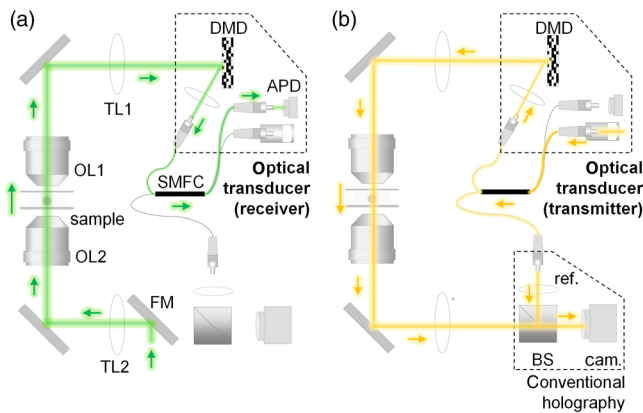 (a)
DMD
APD
TL1
OL1
SMFC
Optical
transducer
(receiver)
sample
OL2
FM
TL2
(b)
DMD
Optical
transducer
(transmitter)
ref.
BS
cam.
Conventional
holography